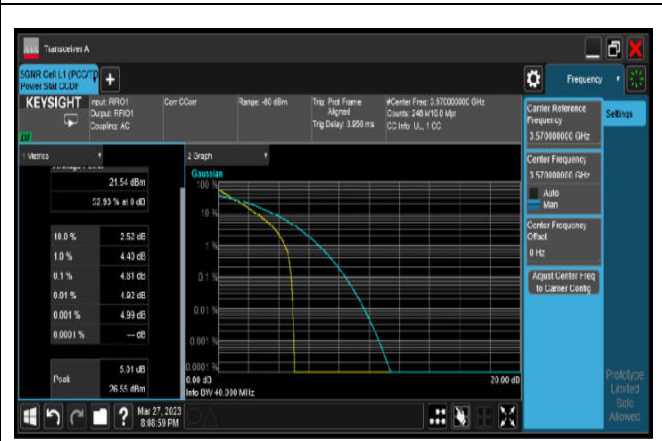 Transceiver A
5GNR Cell L1 (PCC/TD
Power Stat CCDF
KEYSIGHT
Input: RFIO1
Output: RFIO1
Coupling: AC
Corr CCorr
Range: -60 dBm
Trig: Prot Frame
Aligned
Trig Delay: 3.950 ms
#Center Freq: 3.570000000 GHz
Counts: 248 k/10.0 Mpt
CC Info: UL, 1 CC
Frequency
Settings
Carrier Reference
Frequency
3.570000000 GHz
Center Frequency
3.570000000 GHz
Auto
Man
Center Frequency
Offset
0 Hz
Adjust Center Freq
to Carrier Config
1 Metrics
Average Power
21.54 dBm
52.93 % at 0 dB
10.0 % 2.52 dB
1.0 % 4.40 dB
0.1 % 4.81 dB
0.01 % 4.92 dB
0.001 % 4.99 dB
0.0001 % --- dB
Peak
5.01 dB
26.55 dBm
2 Graph
Gaussian
100 %
10 %
1 %
0.1 %
0.01 %
0.001 %
0.0001 %
0.00 dB
20.00 dB
Info BW 40.000 MHz
Prototype
Limited
Sale
Allowed
?
Mar 27, 2023
8:08:59 PM